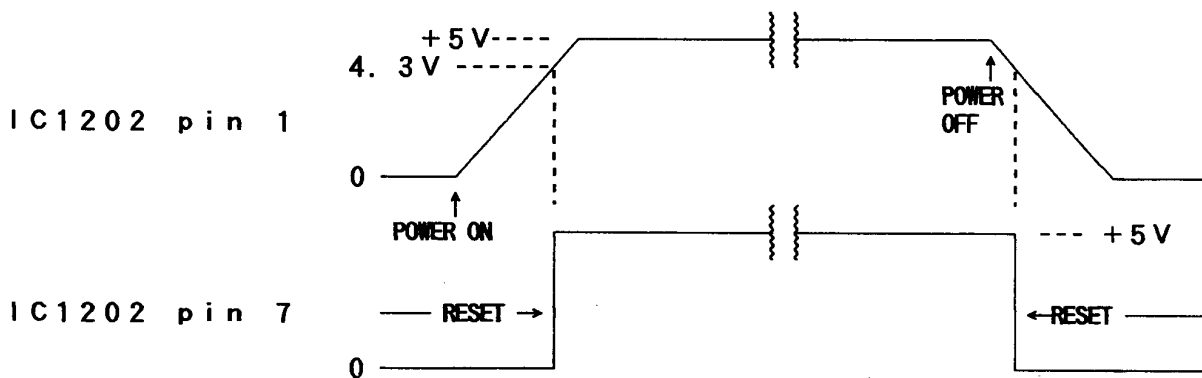 +5V
4. 3V
IC1202 pin 1
POWER
OFF
0
POWER ON
+5V
IC1202 pin 7
RESET
RESET
0